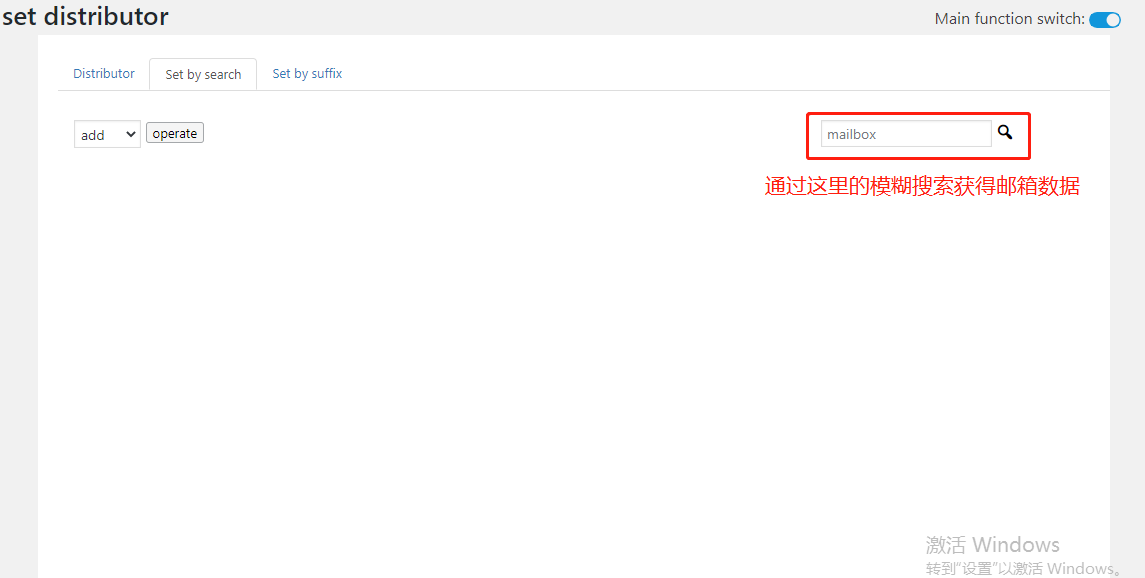 set distributor
Main function switch:
Distributor Set by search Set by suffix
add operate mailbox
通过这里的模糊搜索获得邮箱数据
激活 Windows
转到“设置”以激活 Windows。